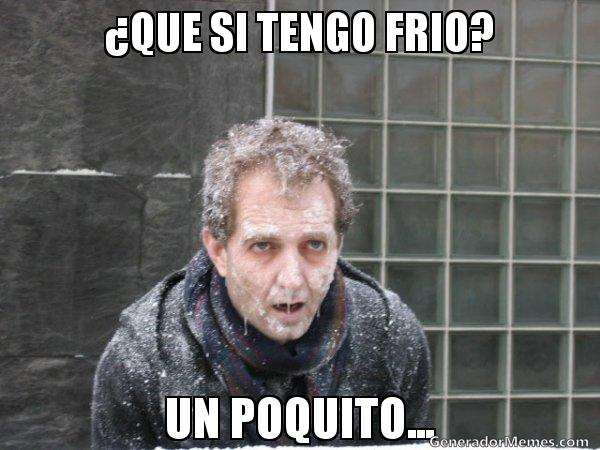 ¿QUE SI TENGO FRIO?
UN POQUITO...
GeneradorMemes.com